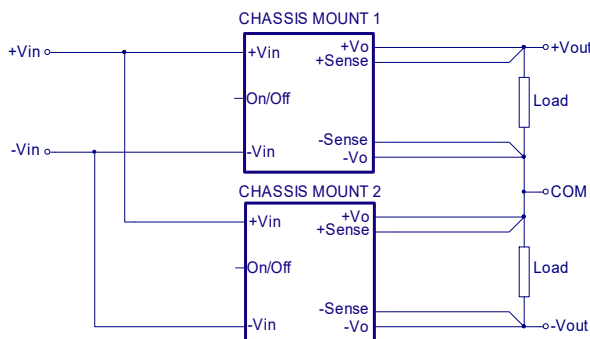 CHASSIS MOUNT 1
+Vin
+Vin
+Vo
+Vout
+Sense
On/Off
Load
-Sense
-Vin
-Vin
-Vo
CHASSIS MOUNT 2
COM
+Vin
+Vo
+Sense
On/Off
Load
-Sense
-Vin
-Vo
-Vout